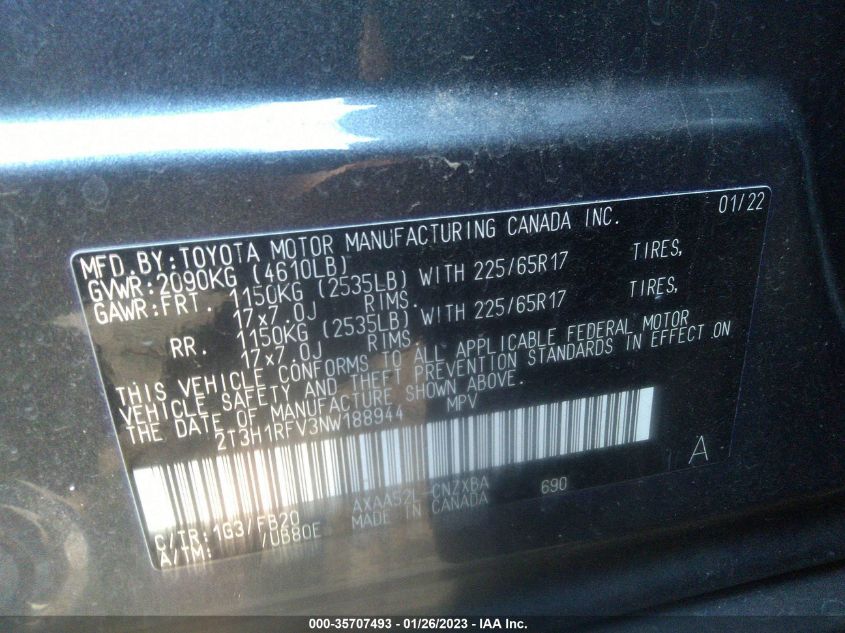 MFD.BY:TOYOTA MOTOR MANUFACTURING CANADA INC. 01/22
GVWR:2090KG (4610LB)
GAWR:FRT. 1150KG (2535LB) WITH 225/65R17 TIRES,
17x7.0J RIMS.
RR. 1150KG (2535LB) WITH 225/65R17 TIRES,
17x7.0J RIMS
THIS VEHICLE CONFORMS TO ALL APPLICABLE FEDERAL MOTOR
VEHICLE SAFETY AND THEFT PREVENTION STANDARDS IN EFFECT ON
THE DATE OF MANUFACTURE SHOWN ABOVE.
2T3H1RFV3NW188944 MPV
A
C/TR:1G3/FB20 AXAA52L-CNZXBA 690
A/TM: /UB80E MADE IN CANADA
000-35707493 - 01/26/2023 - IAA Inc.